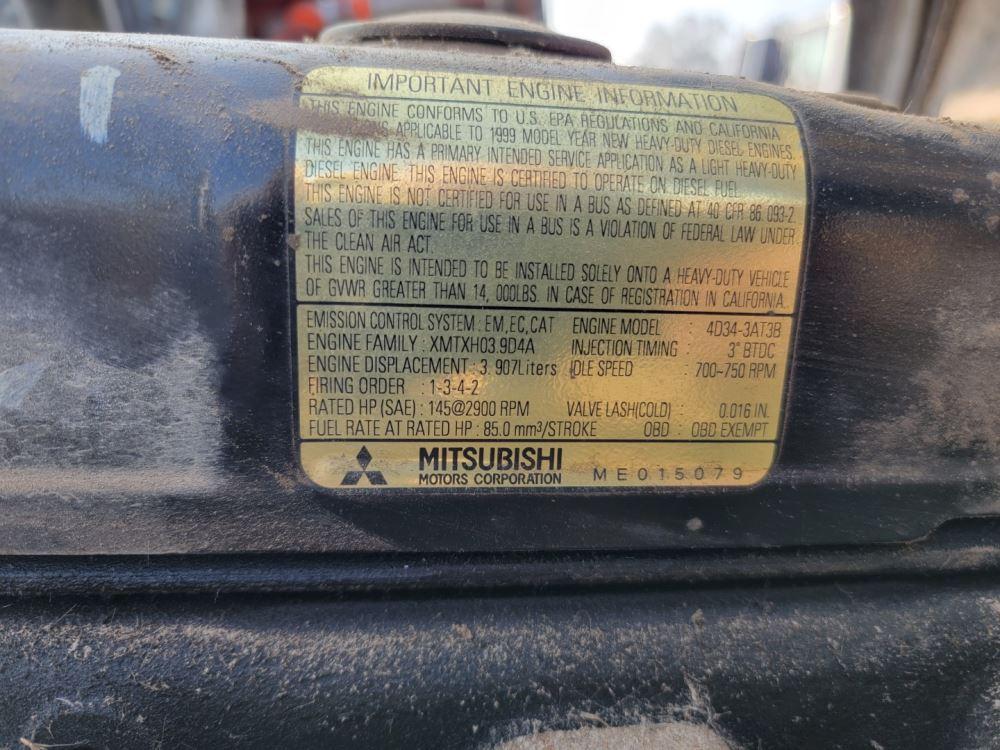 IMPORTANT ENGINE INFORMATION
THIS ENGINE CONFORMS TO U.S. EPA REGULATIONS AND CALIFORNIA
APPLICABLE TO 1999 MODEL YEAR NEW HEAVY-DUTY DIESEL ENGINES.
THIS ENGINE HAS A PRIMARY INTENDED SERVICE APPLICATION AS A LIGHT HEAVY-DUTY
DIESEL ENGINE. THIS ENGINE IS CERTIFIED TO OPERATE ON DIESEL FUEL.
THIS ENGINE IS NOT CERTIFIED FOR USE IN A BUS AS DEFINED AT 40 CFR 86.093-2.
SALES OF THIS ENGINE FOR USE IN A BUS IS A VIOLATION OF FEDERAL LAW UNDER
THE CLEAN AIR ACT.
THIS ENGINE IS INTENDED TO BE INSTALLED SOLELY ONTO A HEAVY-DUTY VEHICLE
OF GVWR GREATER THAN 14, 000LBS. IN CASE OF REGISTRATION IN CALIFORNIA.
EMISSION CONTROL SYSTEM : EM,EC,CAT ENGINE MODEL : 4D34-3AT3B
ENGINE FAMILY : XMTXH03.9D4A INJECTION TIMING : 3° BTDC
ENGINE DISPLACEMENT : 3.907Liters IDLE SPEED : 700~750 RPM
FIRING ORDER : 1-3-4-2
RATED HP (SAE) : 145@2900 RPM VALVE LASH(COLD) : 0.016 IN.
FUEL RATE AT RATED HP : 85.0 mm³/STROKE OBD : OBD EXEMPT
MITSUBISHI
MOTORS CORPORATION ME015079